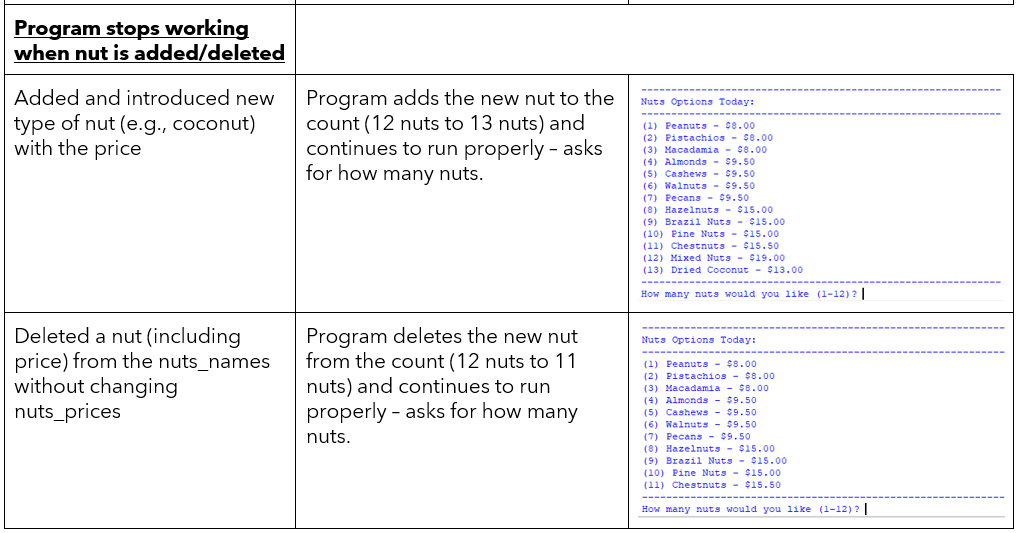 Program stops working
when nut is added/deleted
Added and introduced new
type of nut (e.g., coconut)
with the price
Program adds the new nut to the
count (12 nuts to 13 nuts) and
continues to run properly – asks
for how many nuts.
--------------------------------------------------------------
Nuts Options Today:
--------------------------------------------------------------
(1) Peanuts - $8.00
(2) Pistachios - $8.00
(3) Macadamia - $8.00
(4) Almonds - $9.50
(5) Cashews - $9.50
(6) Walnuts - $9.50
(7) Pecans - $9.50
(8) Hazelnuts - $15.00
(9) Brazil Nuts - $15.00
(10) Pine Nuts - $15.00
(11) Chestnuts - $15.50
(12) Mixed Nuts - $19.00
(13) Dried Coconut - $13.00
--------------------------------------------------------------
How many nuts would you like (1-12)?
Deleted a nut (including
price) from the nuts_names
without changing
nuts_prices
Program deletes the new nut
from the count (12 nuts to 11
nuts) and continues to run
properly – asks for how many
nuts.
--------------------------------------------------------------
Nuts Options Today:
--------------------------------------------------------------
(1) Peanuts - $8.00
(2) Pistachios - $8.00
(3) Macadamia - $8.00
(4) Almonds - $9.50
(5) Cashews - $9.50
(6) Walnuts - $9.50
(7) Pecans - $9.50
(8) Hazelnuts - $15.00
(9) Brazil Nuts - $15.00
(10) Pine Nuts - $15.00
(11) Chestnuts - $15.50
--------------------------------------------------------------
How many nuts would you like (1-12)?